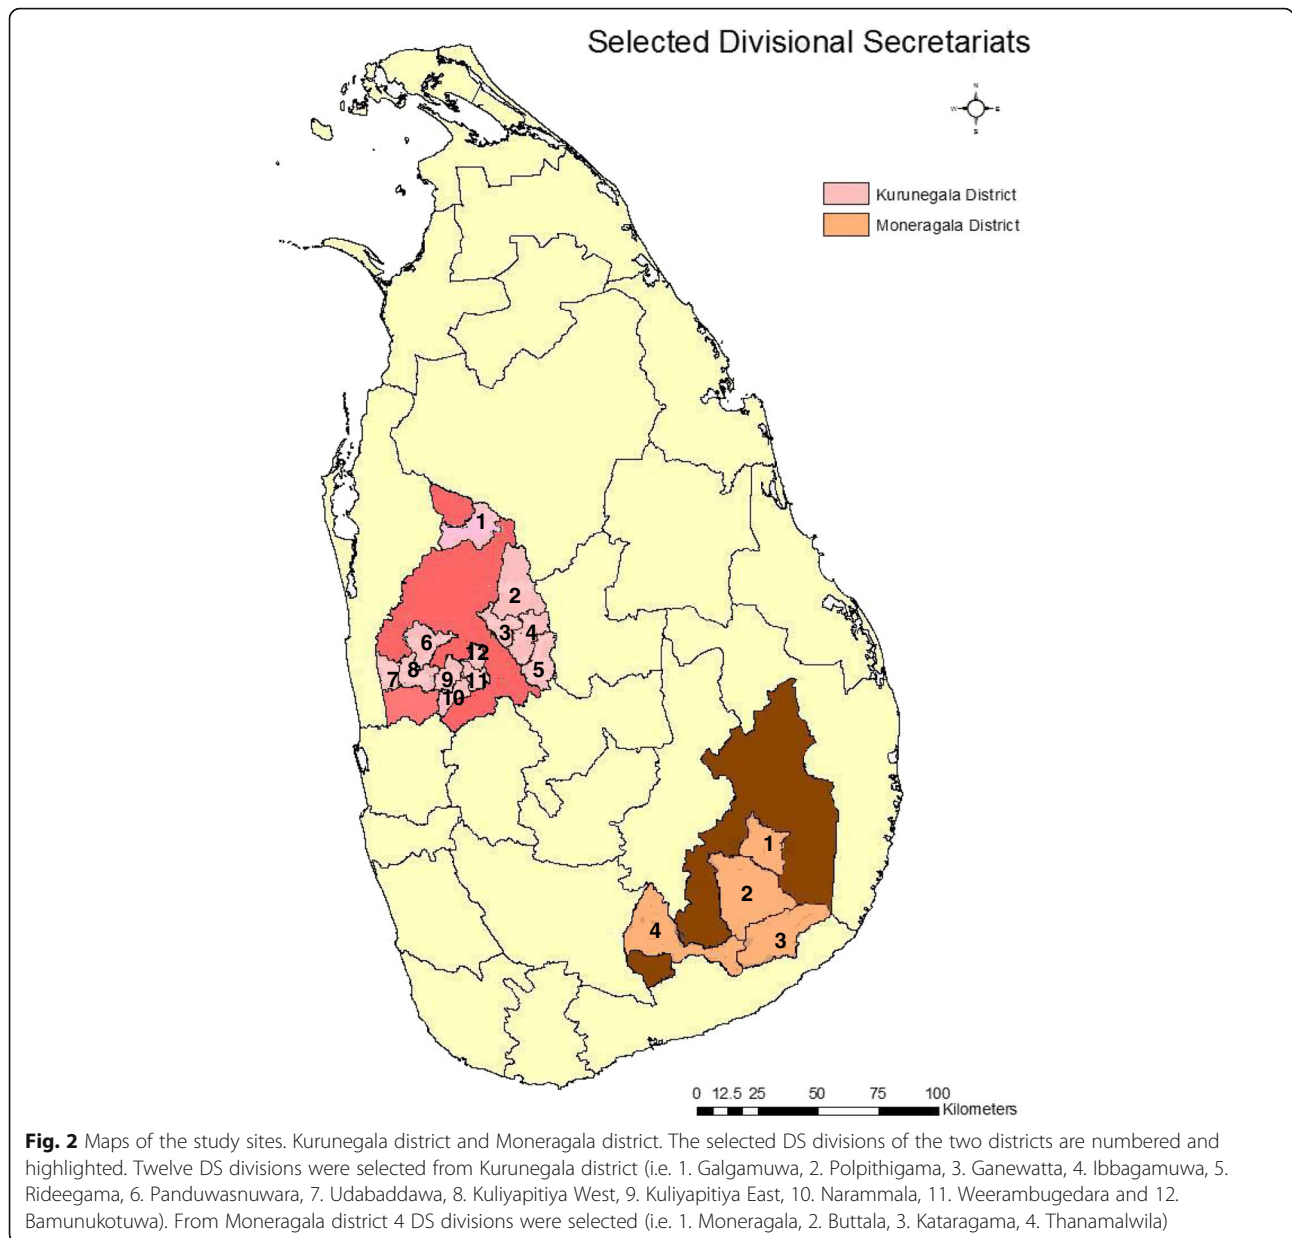 Selected Divisional Secretariats
N
W E
S
Kurunegala District
Moneragala District
1
2
3 4
6
12
5
7 8 9 11
10
1
2
4
3
0 12.5 25 50 75 100
Kilometers
Fig. 2 Maps of the study sites. Kurunegala district and Moneragala district. The selected DS divisions of the two districts are numbered and
highlighted. Twelve DS divisions were selected from Kurunegala district (i.e. 1. Galgamuwa, 2. Polpithigama, 3. Ganewatta, 4. Ibbagamuwa, 5.
Rideegama, 6. Panduwasnuwara, 7. Udabaddawa, 8. Kuliyapitiya West, 9. Kuliyapitiya East, 10. Narammala, 11. Weerambugedara and 12.
Bamunukotuwa). From Moneragala district 4 DS divisions were selected (i.e. 1. Moneragala, 2. Buttala, 3. Kataragama, 4. Thanamalwila)